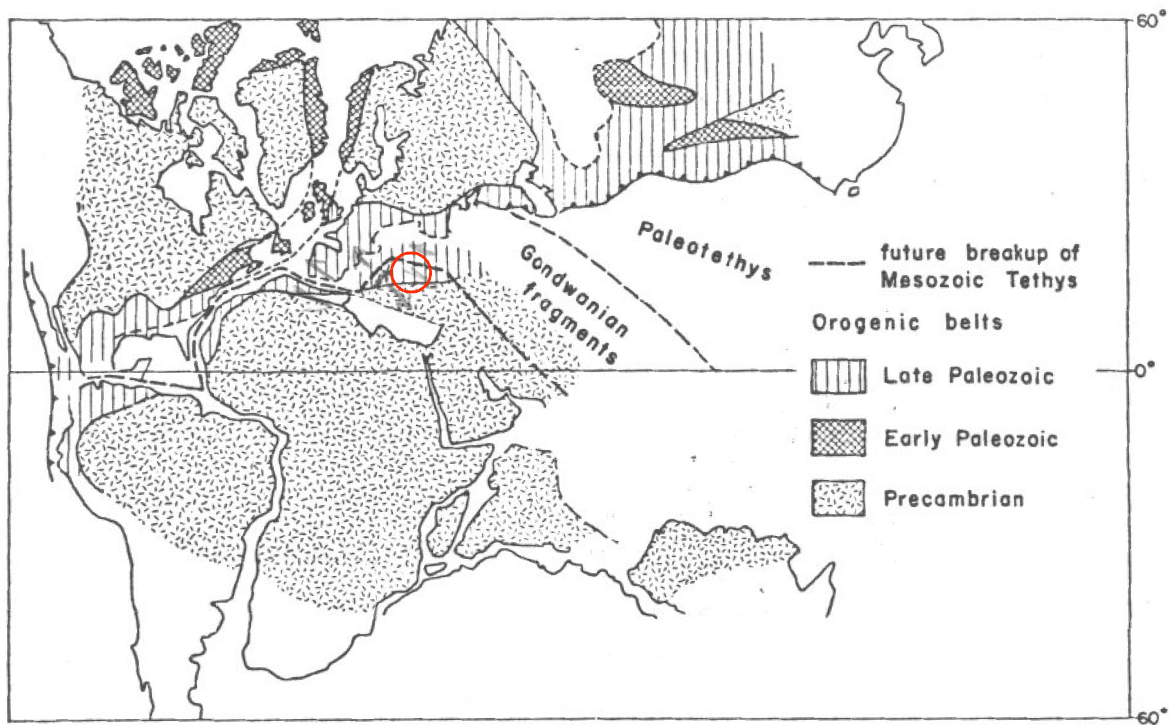 60°
Paleotethys
Gondwanian
fragments
future breakup of
Mesozoic Tethys
Orogenic belts
0°
Late Paleozoic
Early Paleozoic
Precambrian
60°